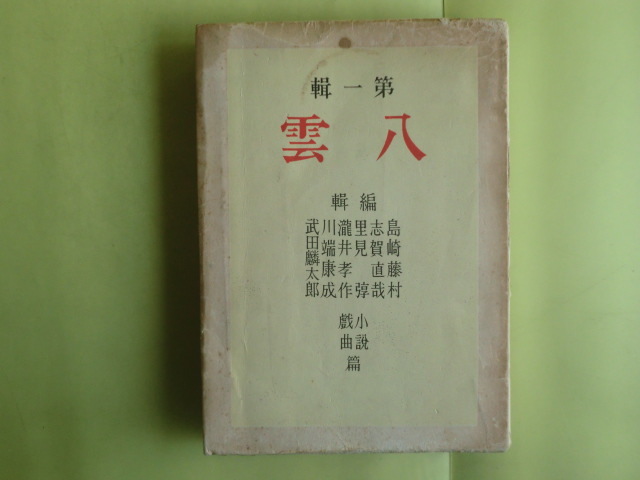 第一輯
八雲
編輯
島崎藤村
志賀直哉
里見弴
瀧井孝作
川端康成
武田麟太郎
小說
戲曲
篇